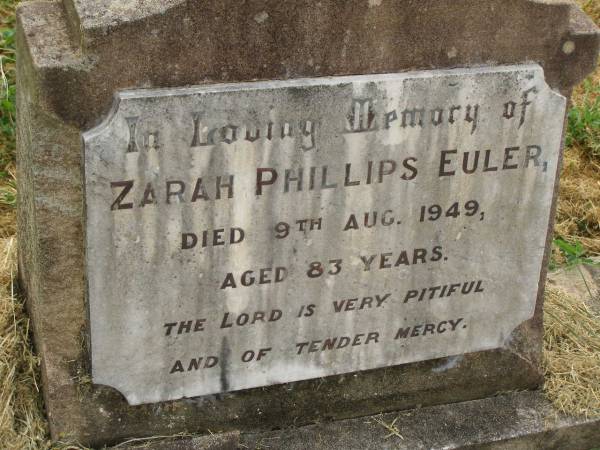 In Loving Memory of
ZARAH PHILLIPS EULER,
DIED 9TH AUG. 1949,
AGED 83 YEARS.
THE LORD IS VERY PITIFUL
AND OF TENDER MERCY.